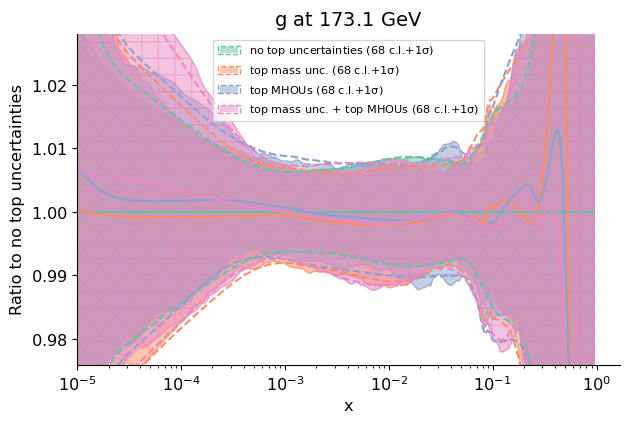 g at 173.1 GeV
Ratio to no top uncertainties
1.02
1.01
1.00
0.99
0.98
no top uncertainties (68 c.l.+1σ)
top mass unc. (68 c.l.+1σ)
top MHOUs (68 c.l.+1σ)
top mass unc. + top MHOUs (68 c.l.+1σ)
10⁻⁵ 10⁻⁴ 10⁻³ 10⁻² 10⁻¹ 10⁰
x